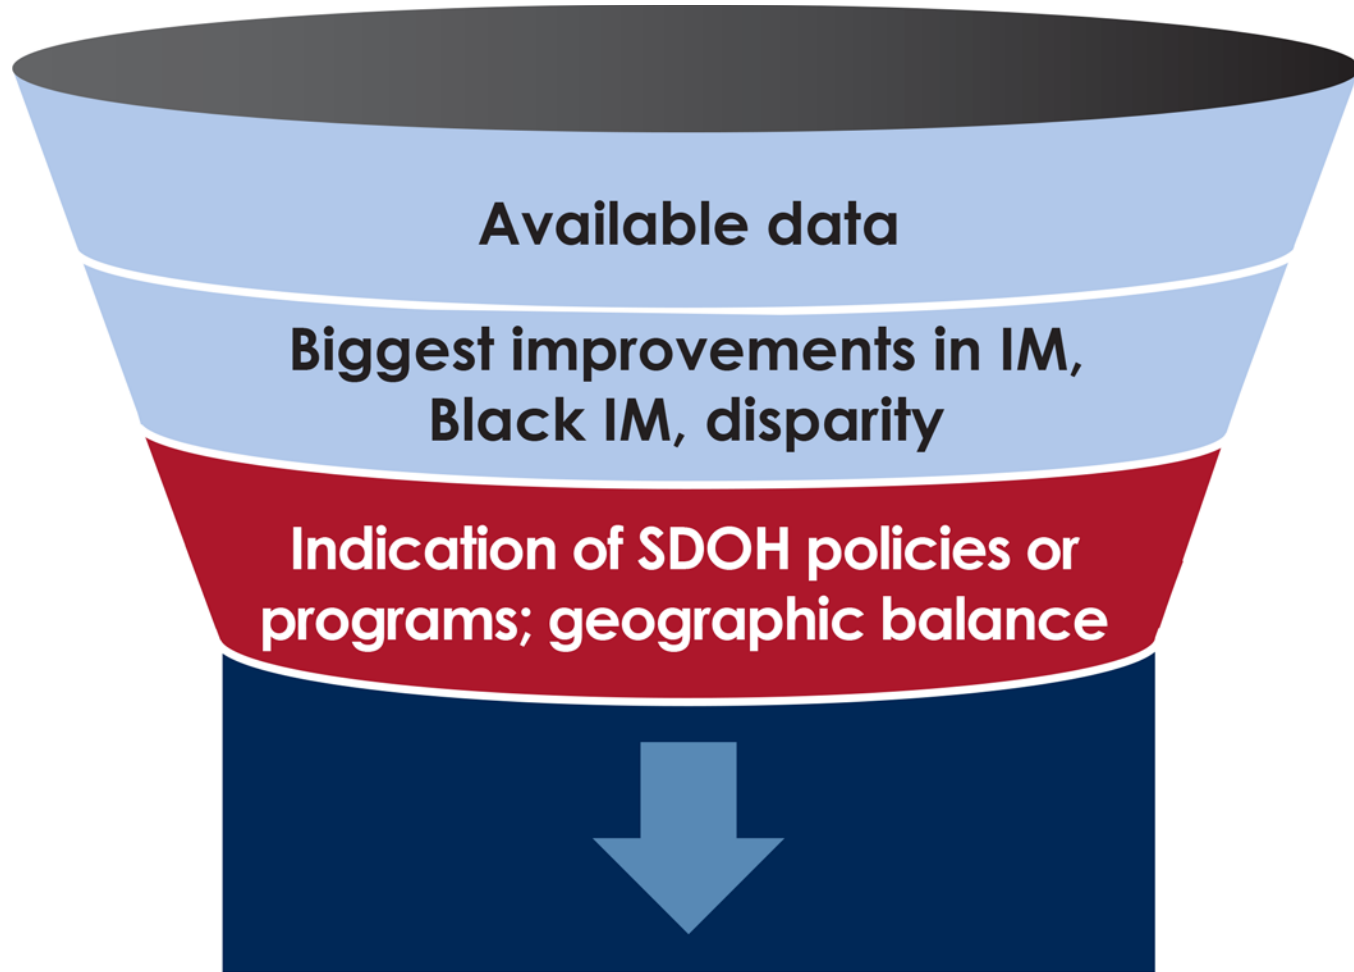 Available data
Biggest improvements in IM,
Black IM, disparity
Indication of SDOH policies or
programs; geographic balance